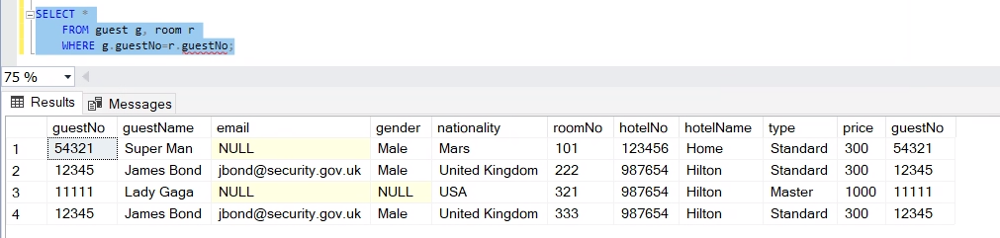 SELECT *
FROM guest g, room r
WHERE g.guestNo=r.guestNo;
75 %
Results Messages
guestNo guestName email gender nationality roomNo hotelNo hotelName type price guestNo
1 54321 Super Man NULL Male Mars 101 123456 Home Standard 300 54321
2 12345 James Bond jbond@security.gov.uk Male United Kingdom 222 987654 Hilton Standard 300 12345
3 11111 Lady Gaga NULL NULL USA 321 987654 Hilton Master 1000 11111
4 12345 James Bond jbond@security.gov.uk Male United Kingdom 333 987654 Hilton Standard 300 12345